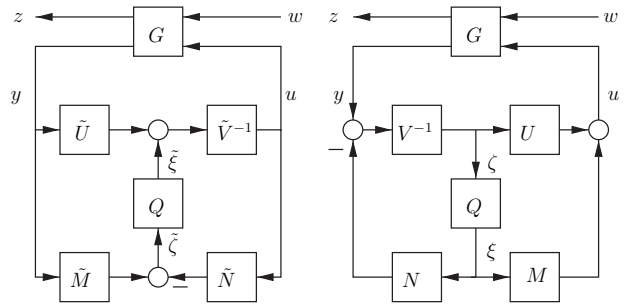 z G w z G w
y u y u
Ũ Ṽ⁻¹ V⁻¹ U
−
ξ̃ ζ
Q Q
ζ̃ ξ
M̃ − Ñ N M